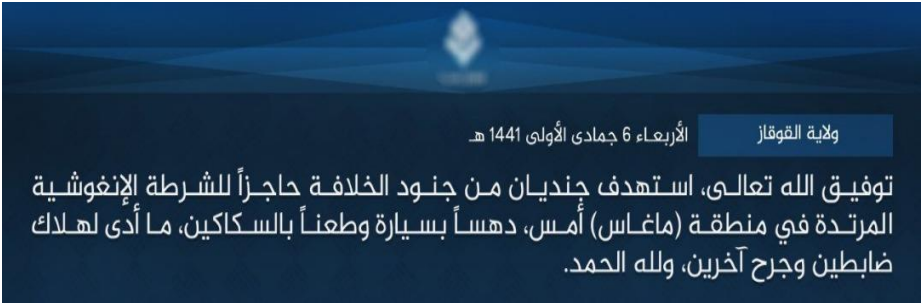 ولاية القوقاز
الأربعاء 6 جمادى الأولى 1441 هـ
توفيق الله تعالى، استهدف جنديان من جنود الخلافة حاجزاً للشرطة الإنغوشية
المرتدة في منطقة (ماغاس) أمس، دهساً بسيارة وطعناً بالسكاكين، ما أدى لهلاك
ضابطين وجرح آخرين، ولله الحمد.